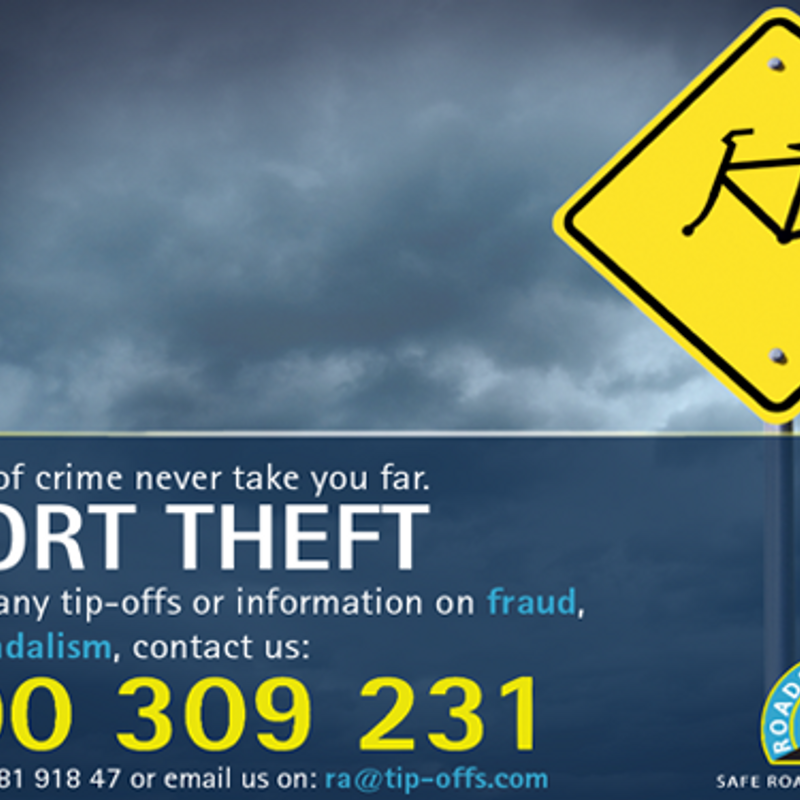 of crime never take you far.
ORT THEFT
any tip-offs or information on fraud,
ndalism, contact us:
00 309 231
81 918 47 or email us on: ra@tip-offs.com
ROADS
SAFE ROA